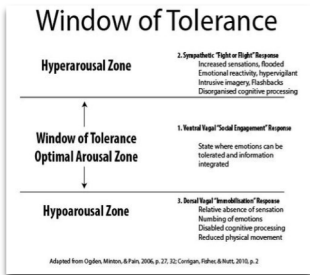 Window of Tolerance
Hyperarousal Zone
2. Sympathetic "Fight or Flight" Response
Increased sensations, flooded
Emotional reactivity, hypervigilant
Intrusive imagery, Flashbacks
Disorganised cognitive processing
Window of Tolerance
Optimal Arousal Zone
1. Ventral Vagal "Social Engagement" Response
State where emotions can be
tolerated and information
integrated
Hypoarousal Zone
3. Dorsal Vagal "Immobilisation" Response
Relative absence of sensation
Numbing of emotions
Disabled cognitive processing
Reduced physical movement
Adapted from Ogden, Minton, & Pain, 2006, p. 27, 32; Corrigan, Fisher, & Nutt, 2010, p. 2